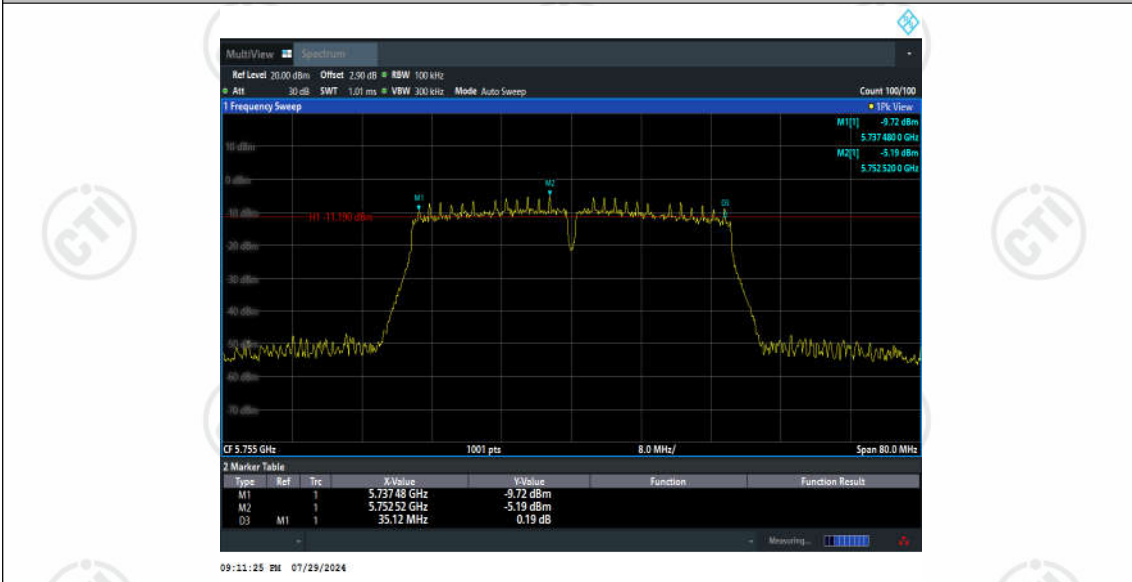 MultiView Spectrum
Ref Level 20.00 dBm Offset 2.90 dB RBW 100 kHz
Att 30 dB SWT 1.01 ms VBW 300 kHz Mode Auto Sweep Count 100/100
1 Frequency Sweep 1Pk View
M1[1] -9.72 dBm
5.737 480 0 GHz
M2[1] -5.19 dBm
5.752 520 0 GHz
10 dBm
0 dBm
M2
M1
D3
-10 dBm
H1 -11.190 dBm
-20 dBm
-30 dBm
-40 dBm
-50 dBm
-60 dBm
-70 dBm
CF 5.755 GHz 1001 pts 8.0 MHz/ Span 80.0 MHz
2 Marker Table
Type Ref Trc X-Value Y-Value Function Function Result
M1 1 5.737 48 GHz -9.72 dBm
M2 1 5.752 52 GHz -5.19 dBm
D3 M1 1 35.12 MHz 0.19 dB
Measuring...
09:11:25 PM 07/29/2024
CTI
CTI